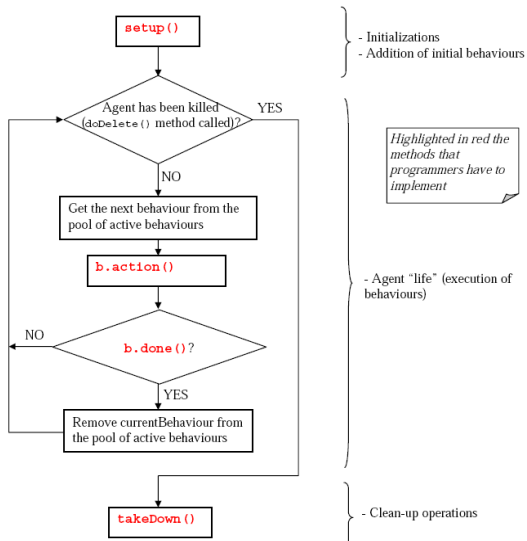 setup()
- Initializations
- Addition of initial behaviours
Agent has been killed
(doDelete() method called)?
YES
Highlighted in red the
methods that
programmers have to
implement
NO
Get the next behaviour from the
pool of active behaviours
b.action()
- Agent “life” (execution of
behaviours)
NO
b.done()?
YES
Remove currentBehaviour from
the pool of active behaviours
takeDown()
- Clean-up operations